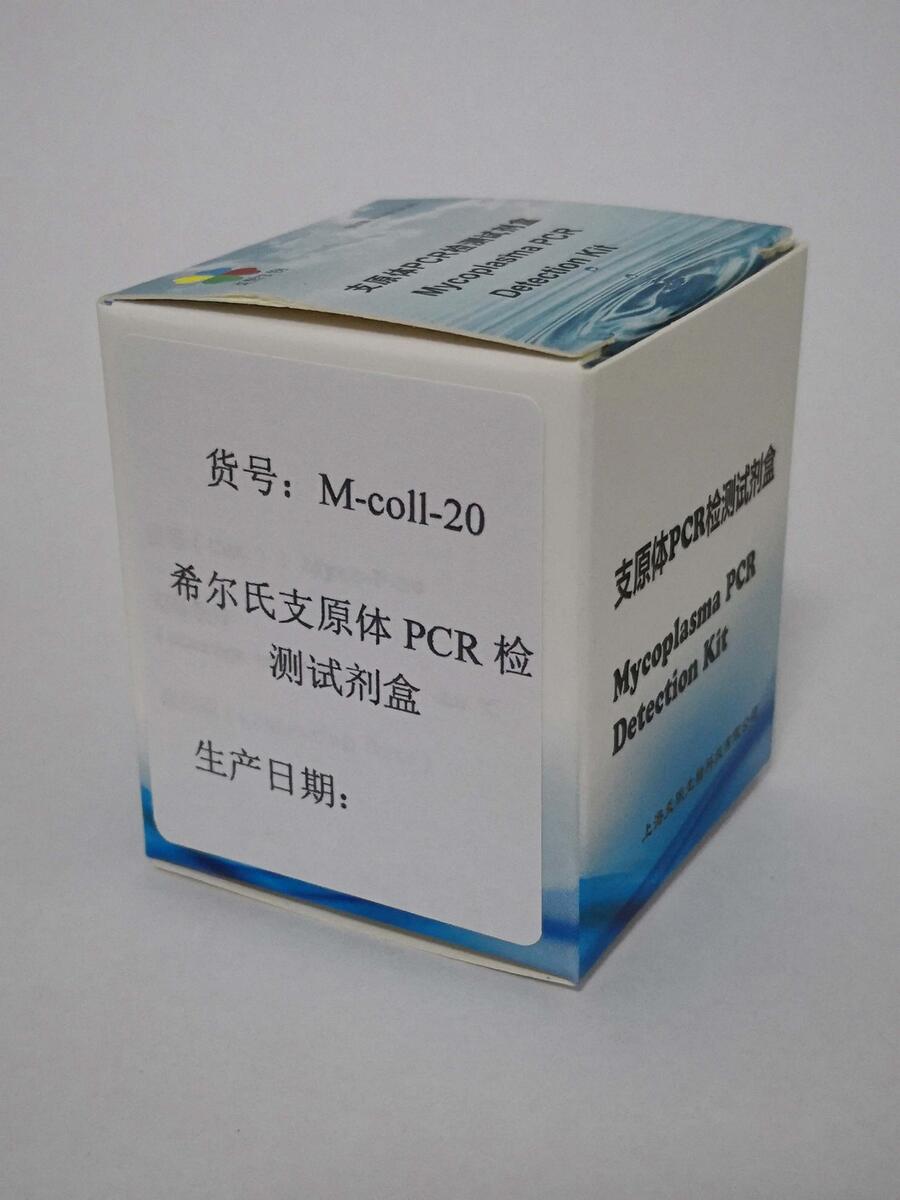 支原体PCR检测试剂盒
Mycoplasma PCR
Detection Kit
货号：M-coll-20
希尔氏支原体 PCR 检
测试剂盒
生产日期：
支原体PCR检测试剂盒
Mycoplasma PCR
Detection Kit